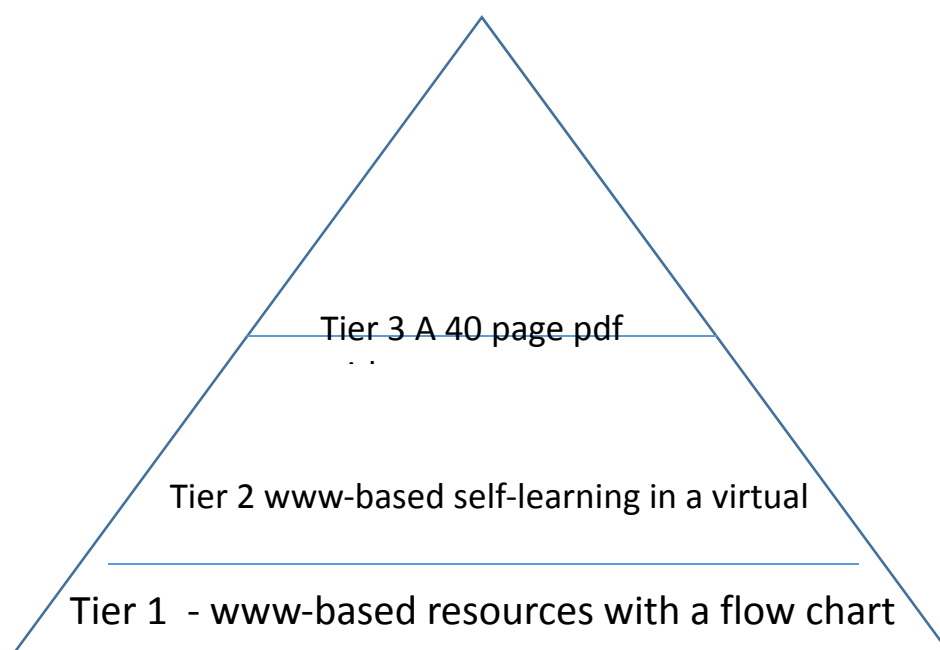 Tier 3 A 40 page pdf
Tier 2 www-based self-learning in a virtual
Tier 1 - www-based resources with a flow chart